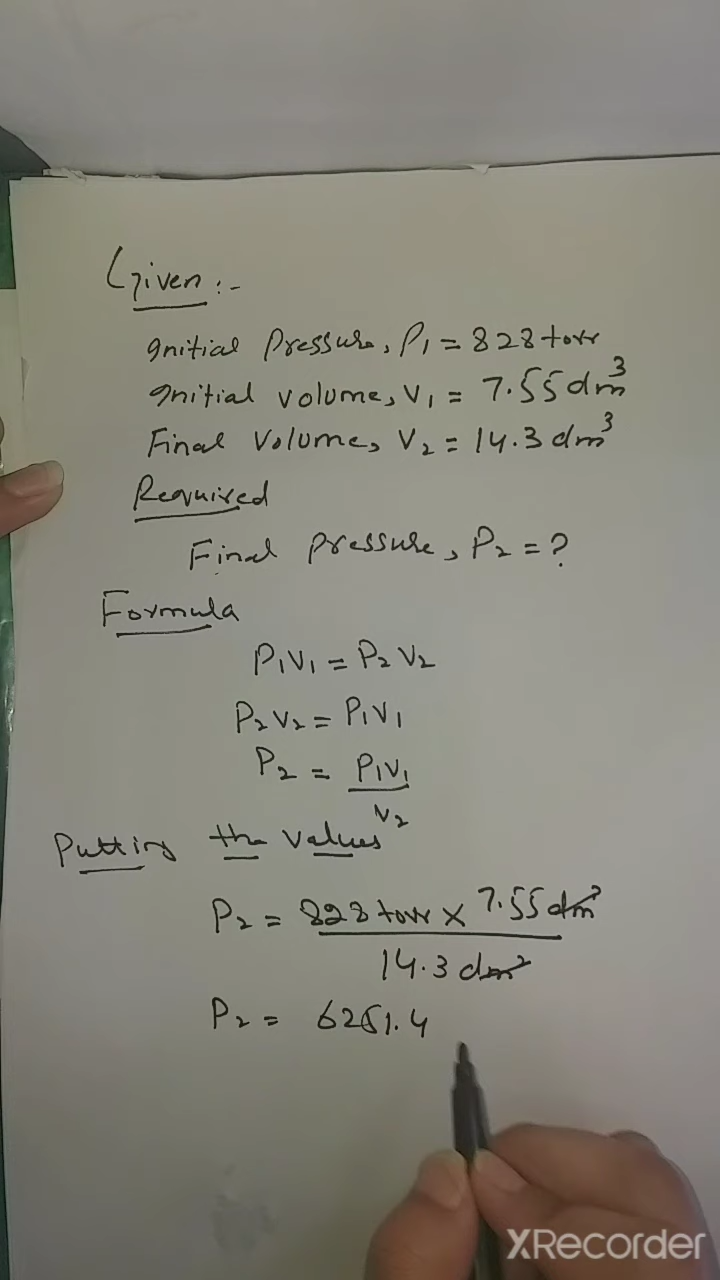 Given :-
Initial Pressure, P₁ = 828 torr
Initial volume, V₁ = 7.55 dm³
Final Volume, V₂ = 14.3 dm³
Required
Final pressure, P₂ = ?
Formula
P₁V₁ = P₂V₂
P₂V₂ = P₁V₁
P₂ = P₁V₁
V₂
Putting the values
P₂ = 828 torr × 7.55 dm³
14.3 dm³
P₂ = 6251.4
XRecorder